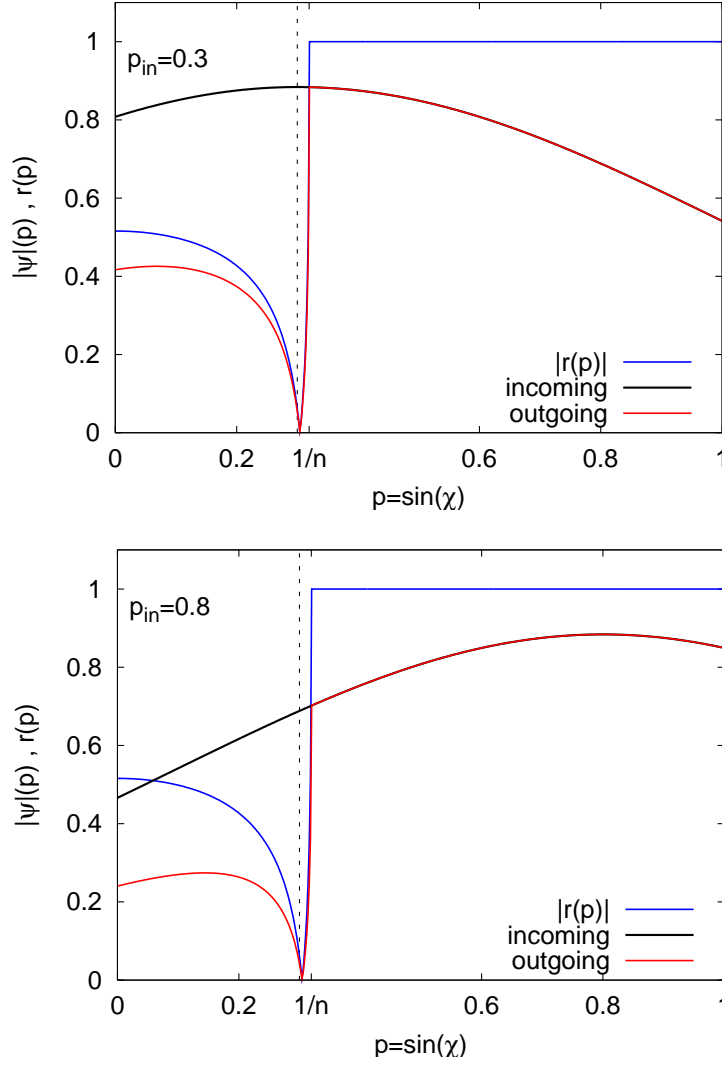 1
p_in=0.3
0.8
0.6
|ψ|(p) , r(p)
0.4
0.2
|r(p)|
incoming
outgoing
0
0 0.2 1/n 0.6 0.8 1
p=sin(χ)
1
p_in=0.8
0.8
0.6
|ψ|(p) , r(p)
0.4
0.2
|r(p)|
incoming
outgoing
0
0 0.2 1/n 0.6 0.8 1
p=sin(χ)